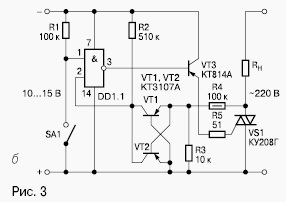 −
−
R1
100 к
7
R2
510 к
VT3
КТ814А
1
&
3
2
VT1, VT2
КТ3107А
Rн
14
DD1.1
10...15 В
VT1
R4
100 к
~220 В
R5
51
SA1
R3
10 к
VS1
КУ208Г
VT2
б
+
+
Рис. 3